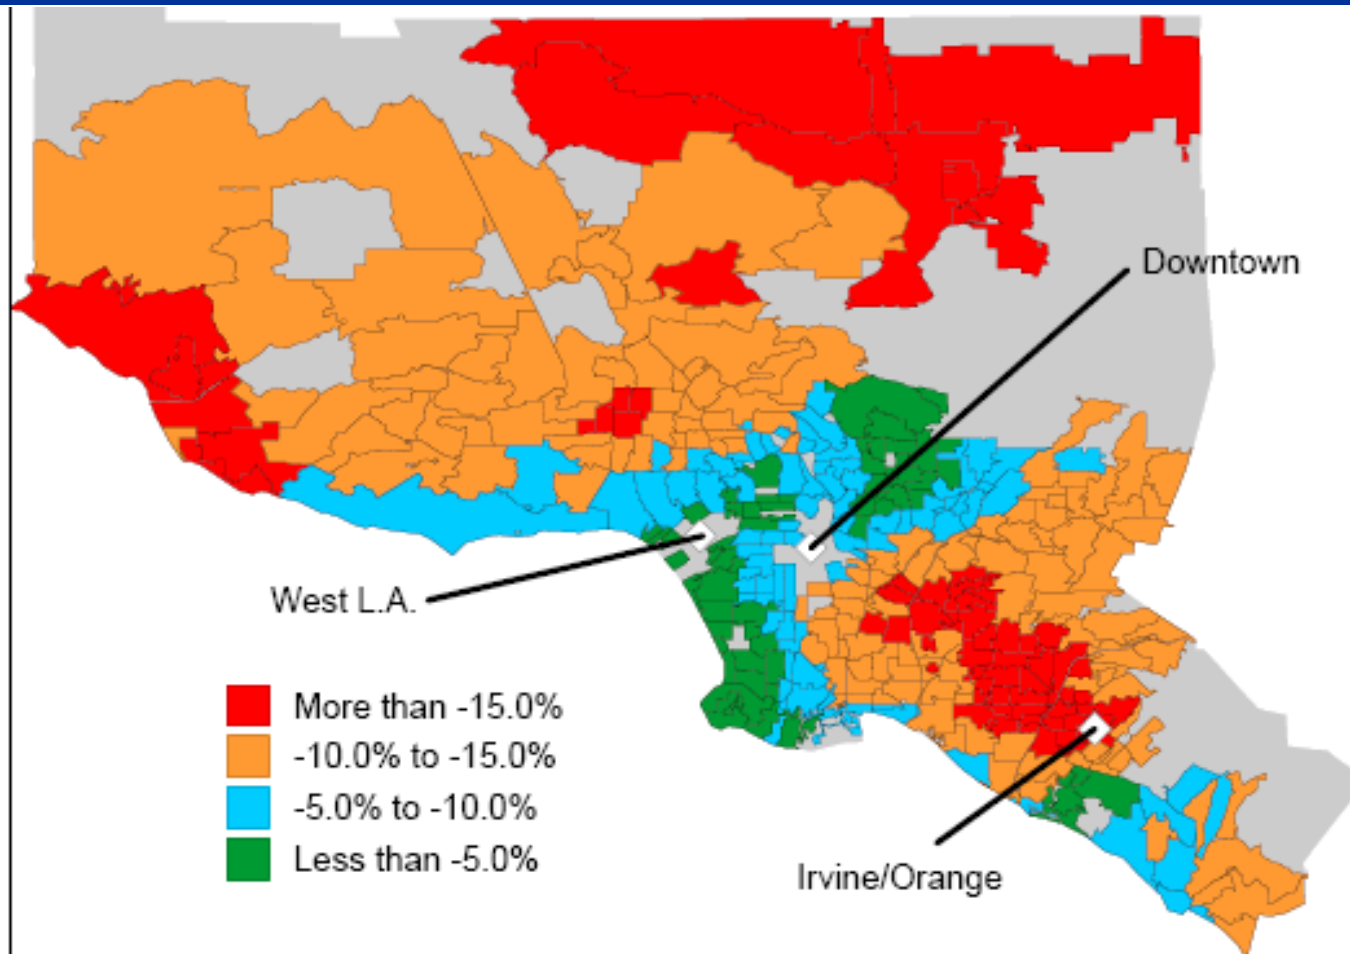 Downtown
West L.A.
More than -15.0%
-10.0% to -15.0%
-5.0% to -10.0%
Less than -5.0%
Irvine/Orange